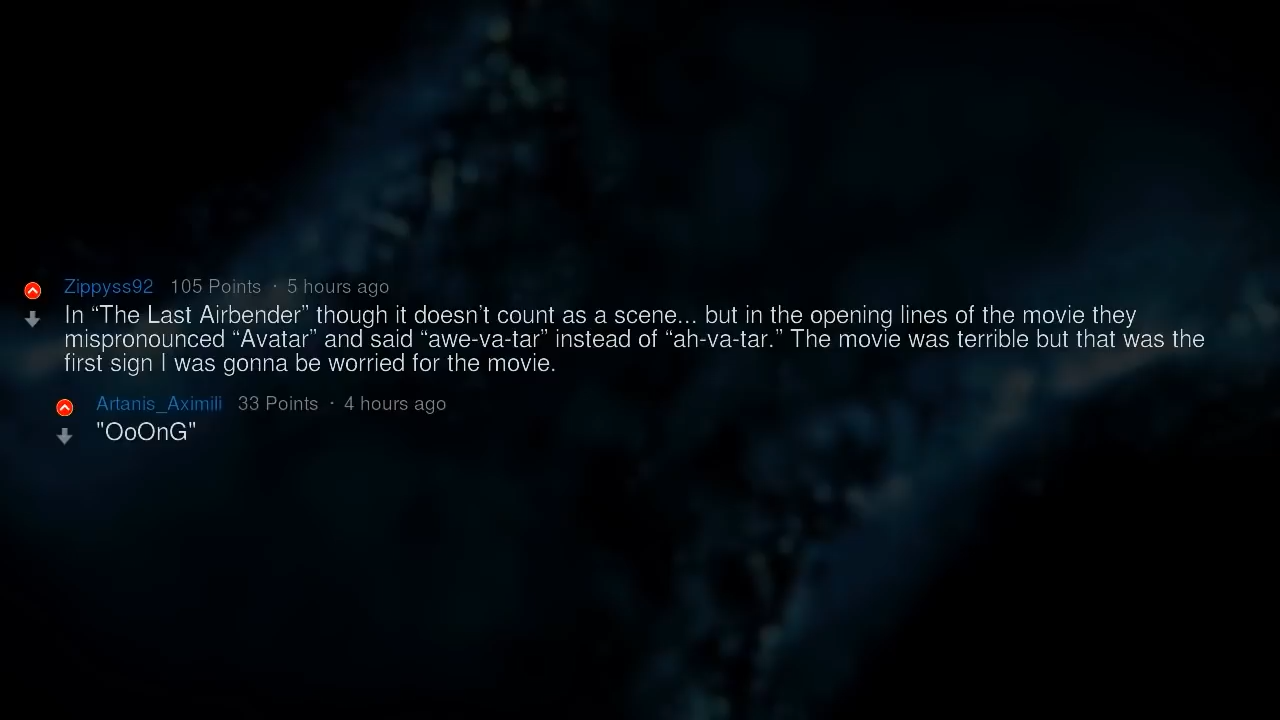 Zippyss92 105 Points · 5 hours ago
In “The Last Airbender” though it doesn’t count as a scene... but in the opening lines of the movie they
mispronounced “Avatar” and said “awe-va-tar” instead of “ah-va-tar.” The movie was terrible but that was the
first sign I was gonna be worried for the movie.
Artanis_Aximili 33 Points · 4 hours ago
"OoOnG"